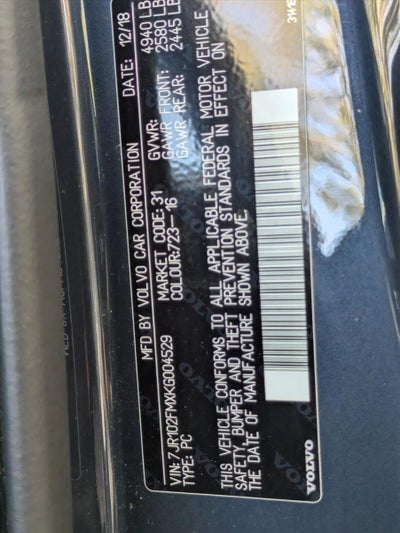 MFD BY VOLVO CAR CORPORATION DATE: 12/18
MARKET CODE: 31 GVWR: 4940 LB
COLOUR:723-16 GAWR FRONT: 2580 LB
GAWR REAR: 2445 LB
VIN: 7JR102FMXKG004529
TYPE: PC
THIS VEHICLE CONFORMS TO ALL APPLICABLE FEDERAL MOTOR VEHICLE
SAFETY, BUMPER AND THEFT PREVENTION STANDARDS IN EFFECT ON
THE DATE OF MANUFACTURE SHOWN ABOVE.
VOLVO